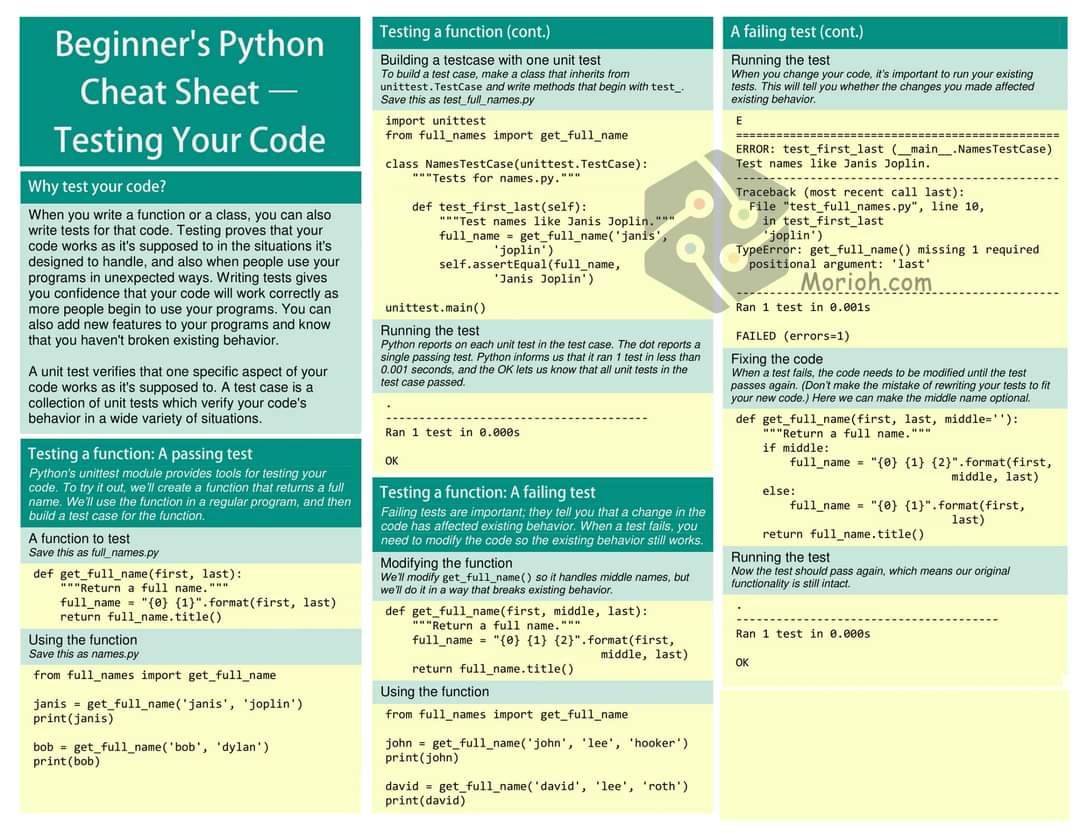 Beginner's Python
Cheat Sheet —
Testing Your Code
Why test your code?
When you write a function or a class, you can also
write tests for that code. Testing proves that your
code works as it's supposed to in the situations it's
designed to handle, and also when people use your
programs in unexpected ways. Writing tests gives
you confidence that your code will work correctly as
more people begin to use your programs. You can
also add new features to your programs and know
that you haven't broken existing behavior.
A unit test verifies that one specific aspect of your
code works as it's supposed to. A test case is a
collection of unit tests which verify your code's
behavior in a wide variety of situations.
Testing a function: A passing test
Python's unittest module provides tools for testing your
code. To try it out, we'll create a function that returns a full
name. We'll use the function in a regular program, and then
build a test case for the function.
A function to test
Save this as full_names.py
def get_full_name(first, last):
    """Return a full name."""
    full_name = "{0} {1}".format(first, last)
    return full_name.title()
Using the function
Save this as names.py
from full_names import get_full_name
janis = get_full_name('janis', 'joplin')
print(janis)
bob = get_full_name('bob', 'dylan')
print(bob)
Testing a function (cont.)
Building a testcase with one unit test
To build a test case, make a class that inherits from
unittest.TestCase and write methods that begin with test_.
Save this as test_full_names.py
import unittest
from full_names import get_full_name
class NamesTestCase(unittest.TestCase):
    """Tests for names.py."""
    def test_first_last(self):
        """Test names like Janis Joplin."""
        full_name = get_full_name('janis',
                'joplin')
        self.assertEqual(full_name,
                'Janis Joplin')
unittest.main()
Running the test
Python reports on each unit test in the test case. The dot reports a
single passing test. Python informs us that it ran 1 test in less than
0.001 seconds, and the OK lets us know that all unit tests in the
test case passed.
.
---------------------------------------
Ran 1 test in 0.000s
OK
Testing a function: A failing test
Failing tests are important; they tell you that a change in the
code has affected existing behavior. When a test fails, you
need to modify the code so the existing behavior still works.
Modifying the function
We'll modify get_full_name() so it handles middle names, but
we'll do it in a way that breaks existing behavior.
def get_full_name(first, middle, last):
    """Return a full name."""
    full_name = "{0} {1} {2}".format(first,
                                middle, last)
    return full_name.title()
Using the function
from full_names import get_full_name
john = get_full_name('john', 'lee', 'hooker')
print(john)
david = get_full_name('david', 'lee', 'roth')
print(david)
A failing test (cont.)
Running the test
When you change your code, it's important to run your existing
tests. This will tell you whether the changes you made affected
existing behavior.
E
================================================
ERROR: test_first_last (__main__.NamesTestCase)
Test names like Janis Joplin.
------------------------------------------------
Traceback (most recent call last):
  File "test_full_names.py", line 10,
    in test_first_last
    'joplin')
TypeError: get_full_name() missing 1 required
  positional argument: 'last'
Morioh.com
------------------------------------------------
Ran 1 test in 0.001s
FAILED (errors=1)
Fixing the code
When a test fails, the code needs to be modified until the test
passes again. (Don't make the mistake of rewriting your tests to fit
your new code.) Here we can make the middle name optional.
def get_full_name(first, last, middle=''):
    """Return a full name."""
    if middle:
        full_name = "{0} {1} {2}".format(first,
                                middle, last)
    else:
        full_name = "{0} {1}".format(first,
                                last)
    return full_name.title()
Running the test
Now the test should pass again, which means our original
functionality is still intact.
.
---------------------------------------
Ran 1 test in 0.000s
OK